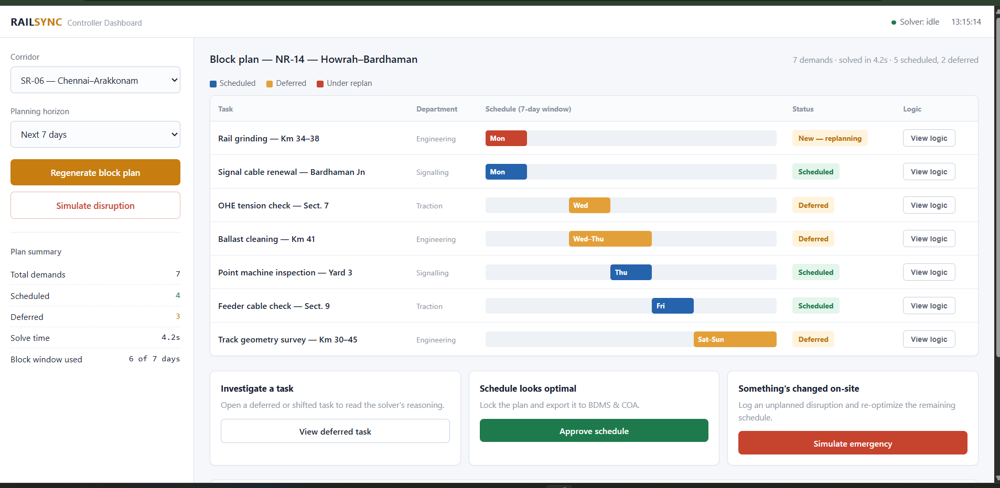 RAILSYNC Controller Dashboard
Solver: idle 13:15:14
Corridor
SR-06 — Chennai–Arakkonam
Planning horizon
Next 7 days
Regenerate block plan
Simulate disruption
Plan summary
Total demands 7
Scheduled 4
Deferred 3
Solve time 4.2s
Block window used 6 of 7 days
Block plan — NR-14 — Howrah–Bardhaman
7 demands · solved in 4.2s · 5 scheduled, 2 deferred
Scheduled Deferred Under replan
Task Department Schedule (7-day window) Status Logic
Rail grinding — Km 34–38 Engineering Mon New — replanning View logic
Signal cable renewal — Bardhaman Jn Signalling Mon Scheduled View logic
OHE tension check — Sect. 7 Traction Wed Deferred View logic
Ballast cleaning — Km 41 Engineering Wed–Thu Deferred View logic
Point machine inspection — Yard 3 Signalling Thu Scheduled View logic
Feeder cable check — Sect. 9 Traction Fri Scheduled View logic
Track geometry survey — Km 30–45 Engineering Sat–Sun Deferred View logic
Investigate a task
Open a deferred or shifted task to read the solver's reasoning.
View deferred task
Schedule looks optimal
Lock the plan and export it to BDMS & COA.
Approve schedule
Something's changed on-site
Log an unplanned disruption and re-optimize the remaining
schedule.
Simulate emergency